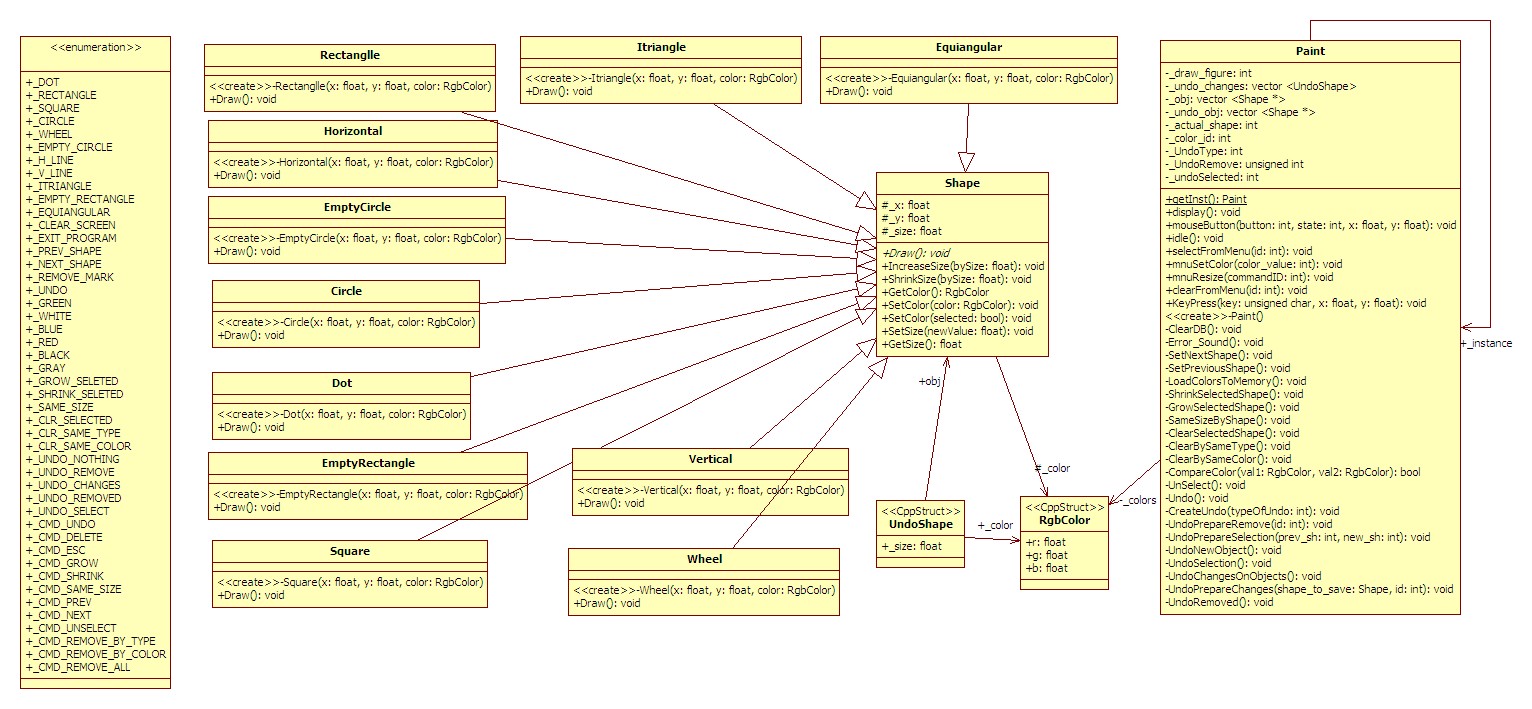 <<enumeration>>
+_DOT
+_RECTANGLE
+_SQUARE
+_CIRCLE
+_WHEEL
+_EMPTY_CIRCLE
+_H_LINE
+_V_LINE
+_ITRIANGLE
+_EMPTY_RECTANGLE
+_EQUIANGULAR
+_CLEAR_SCREEN
+_EXIT_PROGRAM
+_PREV_SHAPE
+_NEXT_SHAPE
+_REMOVE_MARK
+_UNDO
+_GREEN
+_WHITE
+_BLUE
+_RED
+_BLACK
+_GRAY
+_GROW_SELETED
+_SHRINK_SELETED
+_SAME_SIZE
+_CLR_SELECTED
+_CLR_SAME_TYPE
+_CLR_SAME_COLOR
+_UNDO_NOTHING
+_UNDO_REMOVE
+_UNDO_CHANGES
+_UNDO_REMOVED
+_UNDO_SELECT
+_CMD_UNDO
+_CMD_DELETE
+_CMD_ESC
+_CMD_GROW
+_CMD_SHRINK
+_CMD_SAME_SIZE
+_CMD_PREV
+_CMD_NEXT
+_CMD_UNSELECT
+_CMD_REMOVE_BY_TYPE
+_CMD_REMOVE_BY_COLOR
+_CMD_REMOVE_ALL
Rectanglle
<<create>>-Rectanglle(x: float, y: float, color: RgbColor)
+Draw(): void
Horizontal
<<create>>-Horizontal(x: float, y: float, color: RgbColor)
+Draw(): void
EmptyCircle
<<create>>-EmptyCircle(x: float, y: float, color: RgbColor)
+Draw(): void
Circle
<<create>>-Circle(x: float, y: float, color: RgbColor)
+Draw(): void
Dot
<<create>>-Dot(x: float, y: float, color: RgbColor)
+Draw(): void
EmptyRectangle
<<create>>-EmptyRectangle(x: float, y: float, color: RgbColor)
+Draw(): void
Square
<<create>>-Square(x: float, y: float, color: RgbColor)
+Draw(): void
Itriangle
<<create>>-Itriangle(x: float, y: float, color: RgbColor)
+Draw(): void
Equiangular
<<create>>-Equiangular(x: float, y: float, color: RgbColor)
+Draw(): void
Shape
#_x: float
#_y: float
#_size: float
+Draw(): void
+IncreaseSize(bySize: float): void
+ShrinkSize(bySize: float): void
+GetColor(): RgbColor
+SetColor(color: RgbColor): void
+SetColor(selected: bool): void
+SetSize(newValue: float): void
+GetSize(): float
+obj
#_color
Vertical
<<create>>-Vertical(x: float, y: float, color: RgbColor)
+Draw(): void
Wheel
<<create>>-Wheel(x: float, y: float, color: RgbColor)
+Draw(): void
<<CppStruct>>
UndoShape
+_size: float
+_color
<<CppStruct>>
RgbColor
+r: float
+g: float
+b: float
-_colors
Paint
-_draw_figure: int
-_undo_changes: vector <UndoShape>
-_obj: vector <Shape *>
-_undo_obj: vector <Shape *>
-_actual_shape: int
-_color_id: int
-_UndoType: int
-_UndoRemove: unsigned int
-_undoSelected: int
+getInst(): Paint
+display(): void
+mouseButton(button: int, state: int, x: float, y: float): void
+idle(): void
+selectFromMenu(id: int): void
+mnuSetColor(color_value: int): void
+mnuResize(commandID: int): void
+clearFromMenu(id: int): void
+KeyPress(key: unsigned char, x: float, y: float): void
<<create>>-Paint()
-ClearDB(): void
-Error_Sound(): void
-SetNextShape(): void
-SetPreviousShape(): void
-LoadColorsToMemory(): void
-ShrinkSelectedShape(): void
-GrowSelectedShape(): void
-SameSizeByShape(): void
-ClearSelectedShape(): void
-ClearBySameType(): void
-ClearBySameColor(): void
-CompareColor(val1: RgbColor, val2: RgbColor): bool
-UnSelect(): void
-Undo(): void
-CreateUndo(typeOfUndo: int): void
-UndoPrepareRemove(id: int): void
-UndoPrepareSelection(prev_sh: int, new_sh: int): void
-UndoNewObject(): void
-UndoSelection(): void
-UndoChangesOnObjects(): void
-UndoPrepareChanges(shape_to_save: Shape, id: int): void
-UndoRemoved(): void
+_instance